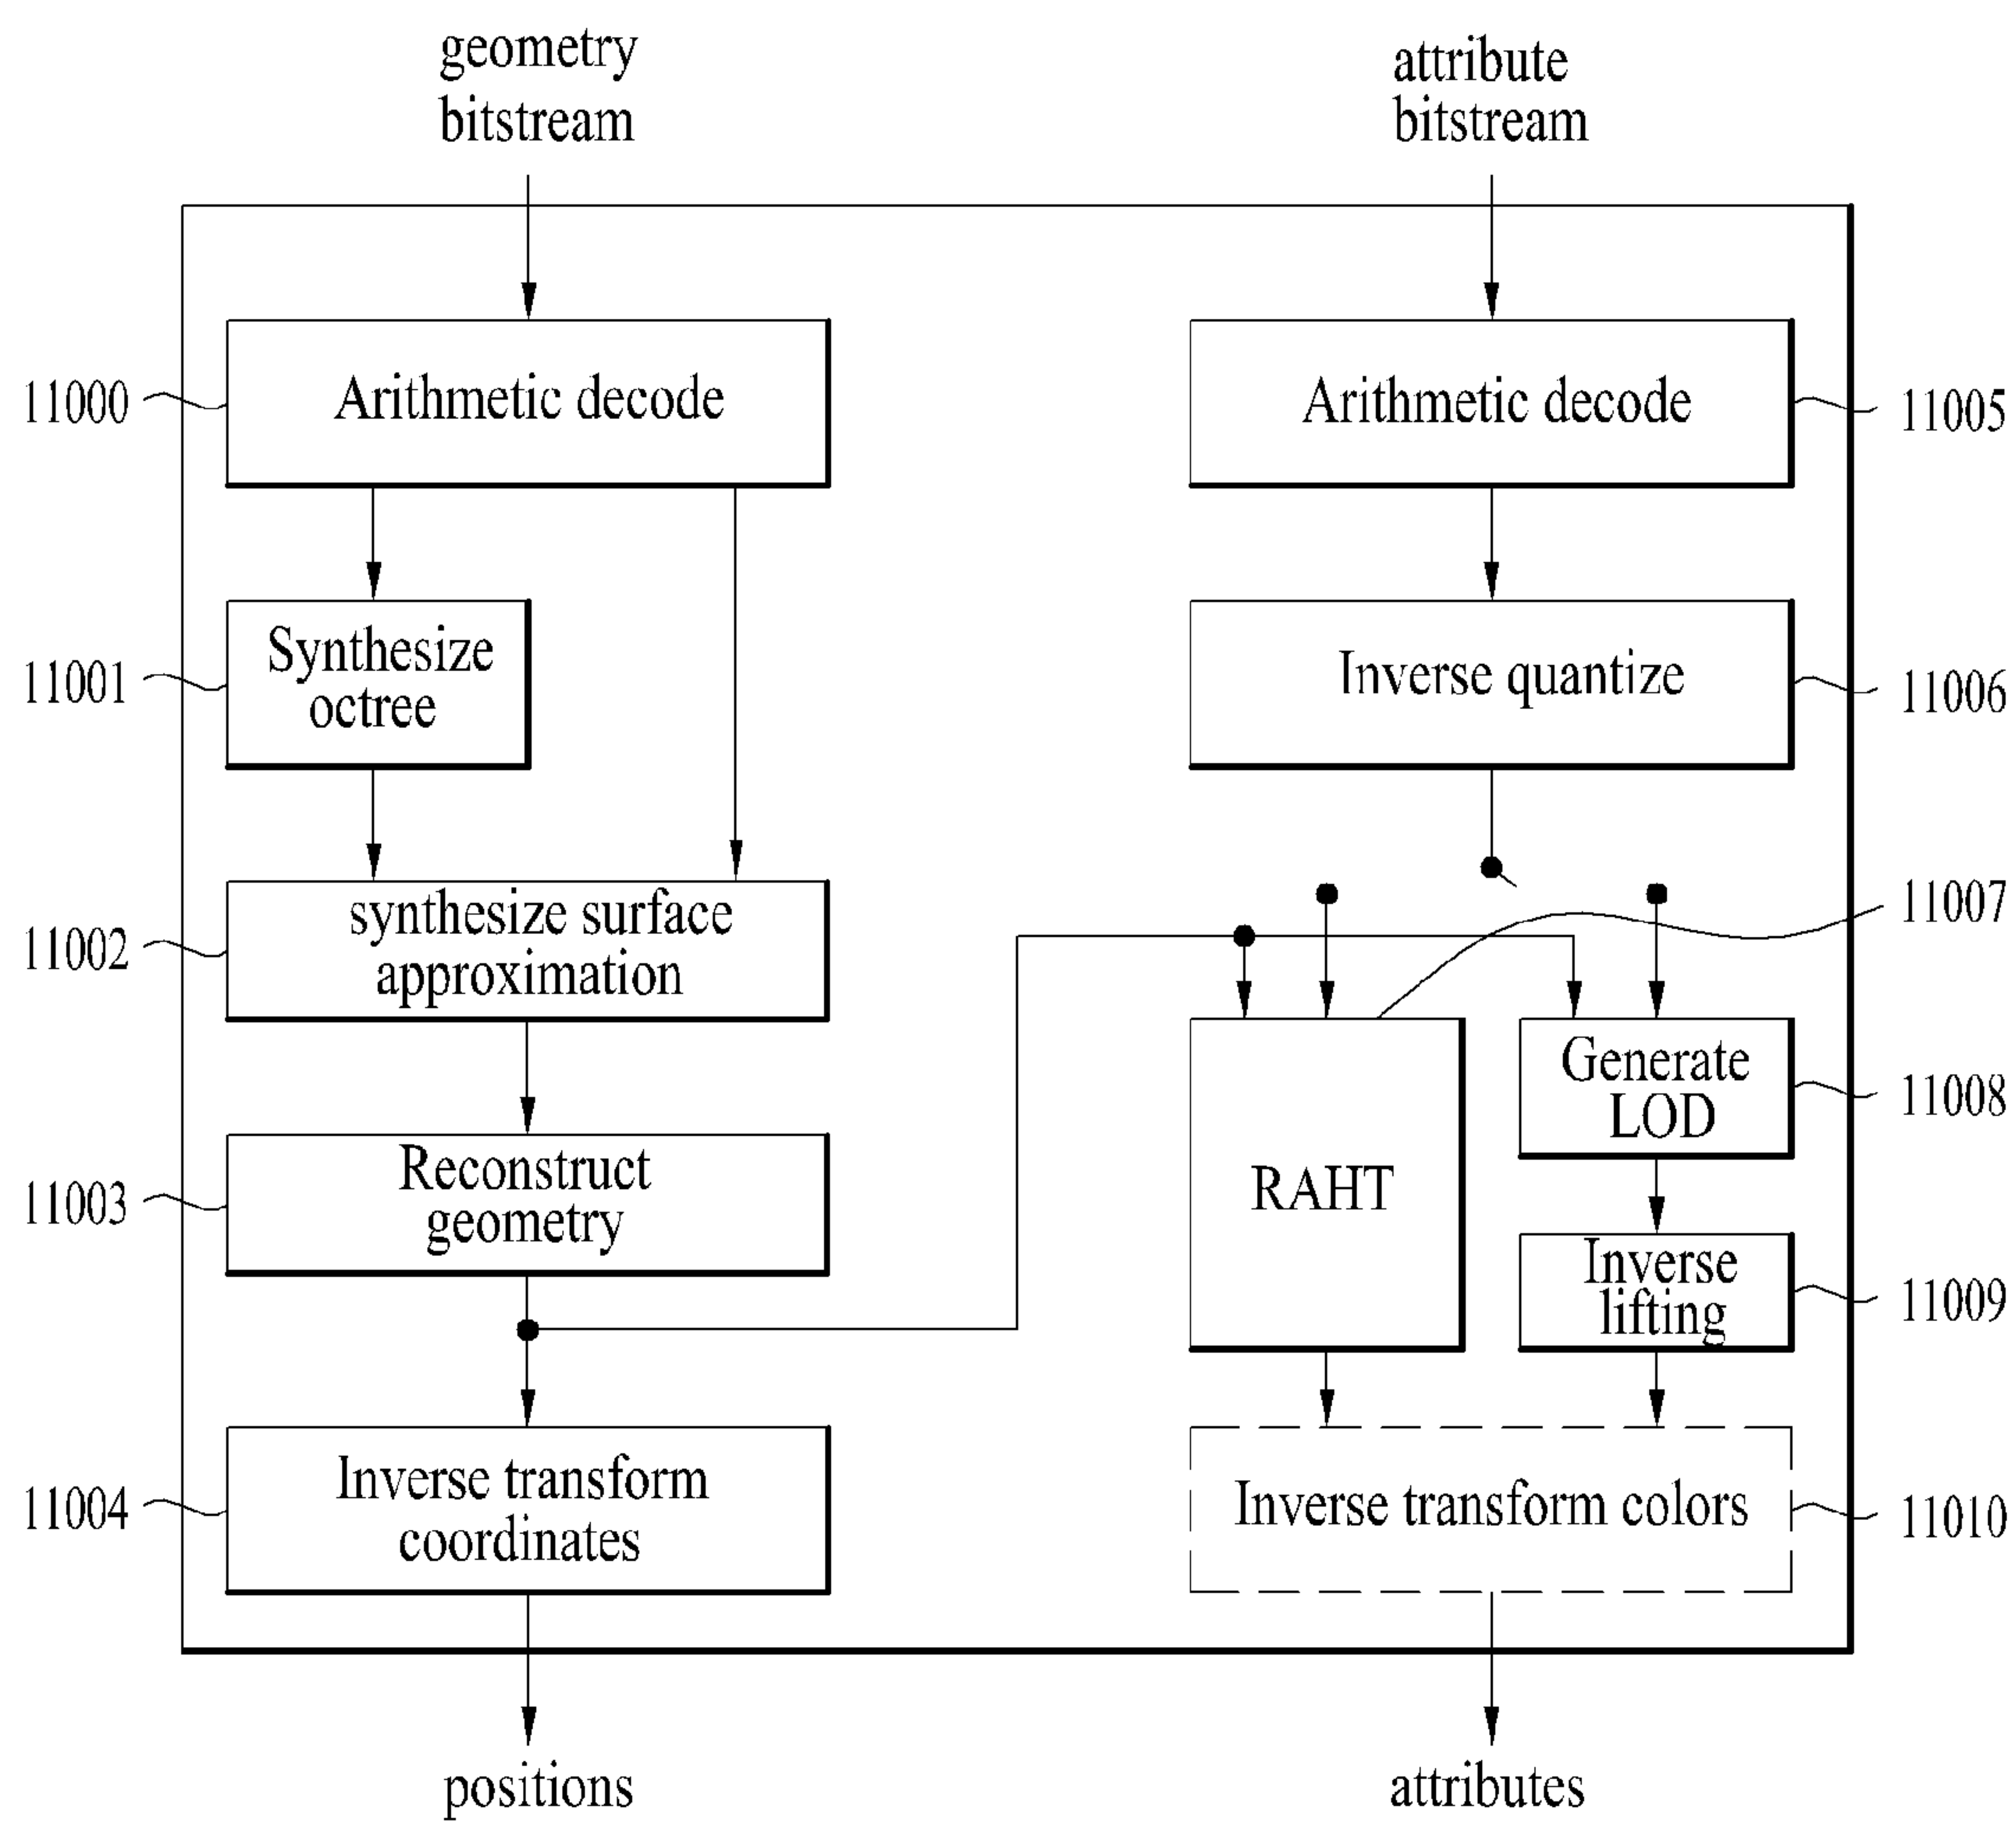 geometry
bitstream
attribute
bitstream
11000
Arithmetic decode
Arithmetic decode
11005
11001
Synthesize
octree
Inverse quantize
11006
11002
synthesize surface
approximation
11007
11003
Reconstruct
geometry
RAHT
Generate
LOD
11008
Inverse
lifting
11009
11004
Inverse transform
coordinates
Inverse transform colors
11010
positions
attributes